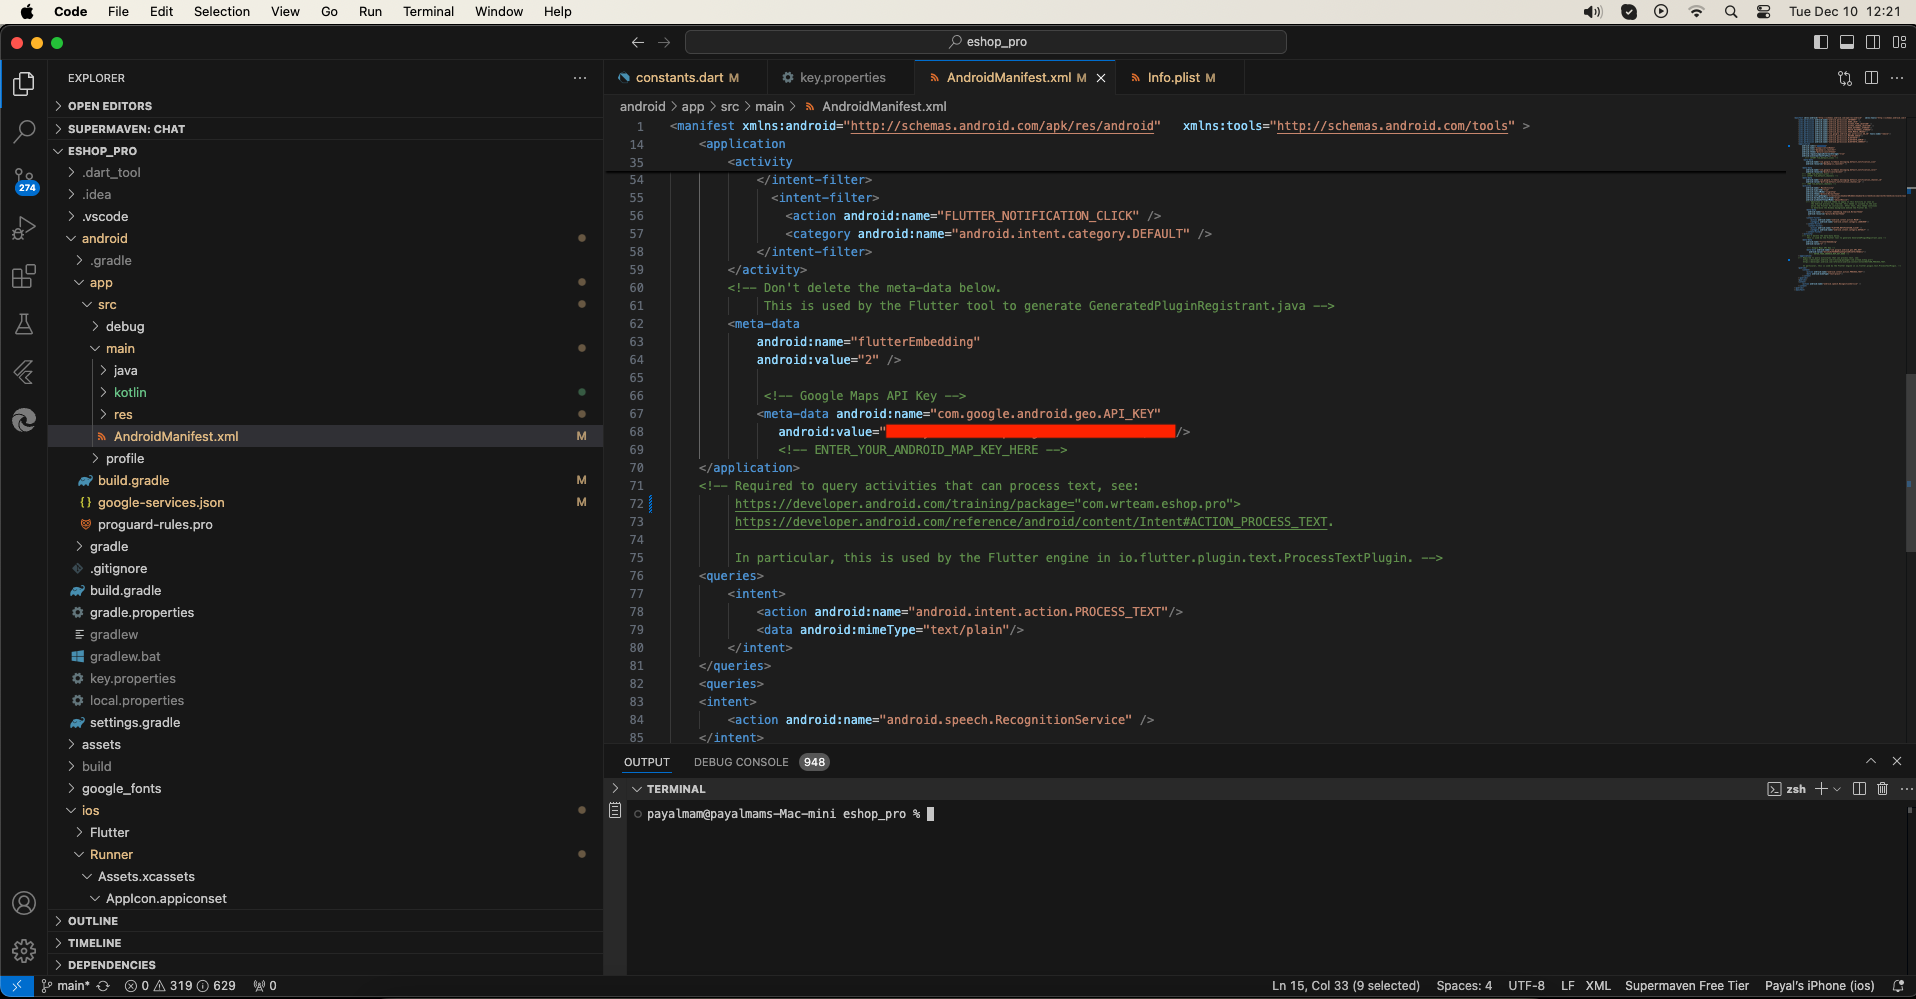 Code File Edit Selection View Go Run Terminal Window Help
Tue Dec 10 12:21
eshop_pro
EXPLORER
OPEN EDITORS
SUPERMAVEN: CHAT
ESHOP_PRO
.dart_tool
.idea
.vscode
android
.gradle
app
src
debug
main
java
kotlin
res
AndroidManifest.xml M
profile
build.gradle M
{} google-services.json M
proguard-rules.pro
gradle
.gitignore
build.gradle
gradle.properties
gradlew
gradlew.bat
key.properties
local.properties
settings.gradle
assets
build
google_fonts
ios
Flutter
Runner
Assets.xcassets
AppIcon.appiconset
OUTLINE
TIMELINE
DEPENDENCIES
274
constants.dart M key.properties AndroidManifest.xml M Info.plist M
android > app > src > main > AndroidManifest.xml
1 <manifest xmlns:android="http://schemas.android.com/apk/res/android" xmlns:tools="http://schemas.android.com/tools" >
14 <application
35 <activity
54 </intent-filter>
55 <intent-filter>
56 <action android:name="FLUTTER_NOTIFICATION_CLICK" />
57 <category android:name="android.intent.category.DEFAULT" />
58 </intent-filter>
59 </activity>
60 <!-- Don't delete the meta-data below.
61 This is used by the Flutter tool to generate GeneratedPluginRegistrant.java -->
62 <meta-data
63 android:name="flutterEmbedding"
64 android:value="2" />
65
66 <!-- Google Maps API Key -->
67 <meta-data android:name="com.google.android.geo.API_KEY"
68 android:value=" />
69 <!-- ENTER_YOUR_ANDROID_MAP_KEY_HERE -->
70 </application>
71 <!-- Required to query activities that can process text, see:
72 https://developer.android.com/training/package="com.wrteam.eshop.pro">
73 https://developer.android.com/reference/android/content/Intent#ACTION_PROCESS_TEXT.
74
75 In particular, this is used by the Flutter engine in io.flutter.plugin.text.ProcessTextPlugin. -->
76 <queries>
77 <intent>
78 <action android:name="android.intent.action.PROCESS_TEXT"/>
79 <data android:mimeType="text/plain"/>
80 </intent>
81 </queries>
82 <queries>
83 <intent>
84 <action android:name="android.speech.RecognitionService" />
85 </intent>
OUTPUT DEBUG CONSOLE 948
TERMINAL
zsh
payalmam@payalmams-Mac-mini eshop_pro %
main* 0 319 629 0
Ln 15, Col 33 (9 selected) Spaces: 4 UTF-8 LF XML Supermaven Free Tier Payal's iPhone (ios)